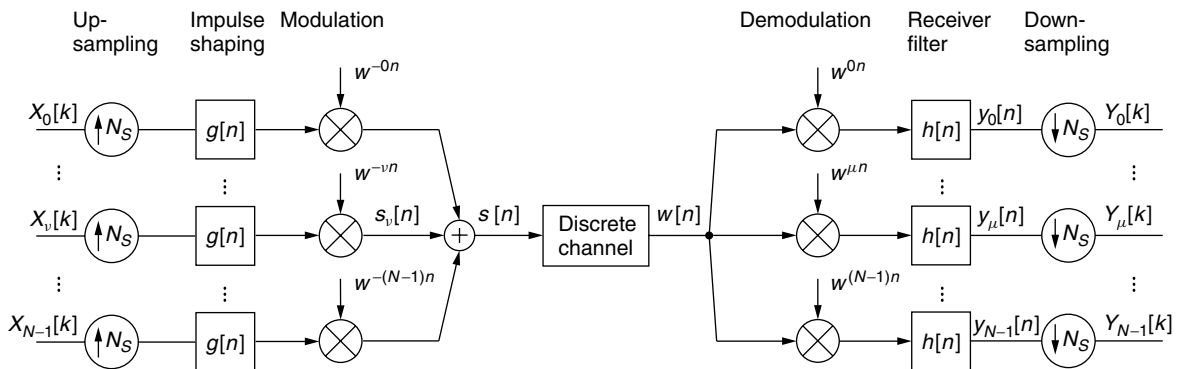 Up-
sampling
Impulse
shaping
Modulation
Demodulation
Receiver
filter
Down-
sampling
w^{-0n}
w^{0n}
X_0[k]
↑N_S
g[n]
h[n]
y_0[n]
↓N_S
Y_0[k]
w^{-νn}
w^{μn}
X_ν[k]
↑N_S
g[n]
s_ν[n]
+
s[n]
Discrete
channel
w[n]
h[n]
y_μ[n]
↓N_S
Y_μ[k]
w^{-(N-1)n}
w^{(N-1)n}
X_{N-1}[k]
↑N_S
g[n]
h[n]
y_{N-1}[n]
↓N_S
Y_{N-1}[k]